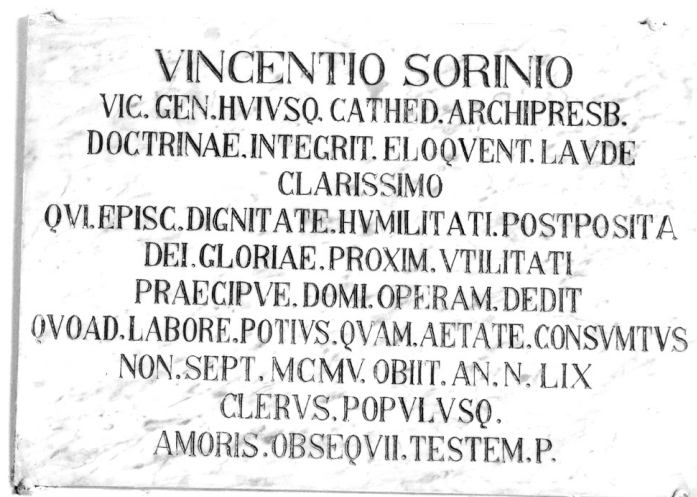 VINCENTIO SORINIO
VIC. GEN. HVIVSQ. CATHED. ARCHIPRESB.
DOCTRINAE. INTEGRIT. ELOQVENT. LAVDE
CLARISSIMO
QVI. EPISC. DIGNITATE. HVMILITATI. POSTPOSITA
DEI. GLORIAE. PROXIM. VTILITATI
PRAECIPVE. DOMI. OPERAM. DEDIT
QVOAD. LABORE. POTIVS. QVAM. AETATE. CONSVMTVS
NON. SEPT. MCMV. OBIIT. AN. N. LIX
CLERVS. POPVLVSQ.
AMORIS. OBSEQVII. TESTEM. P.